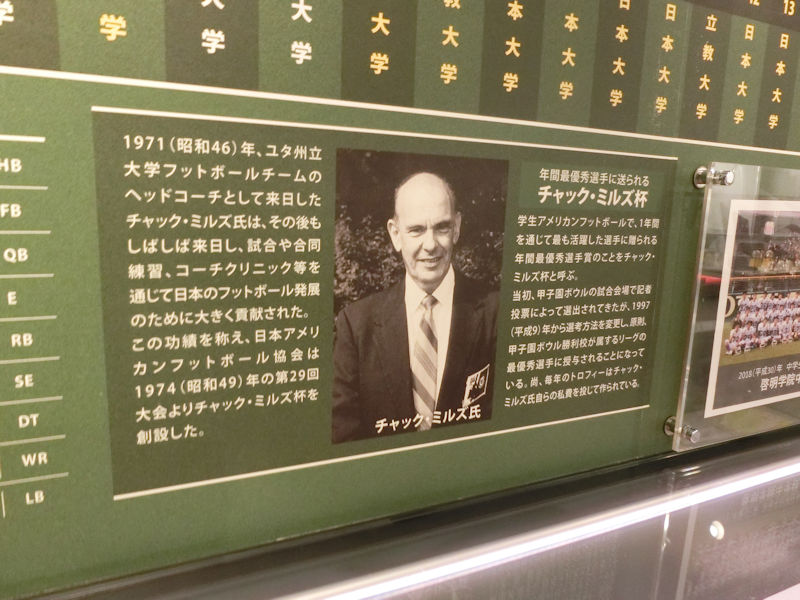 学
大学
大学
大学
大学
本大学
本大学
日本大学
日本大学
立教大学
日本大学
日本大学
12
13
HB
FB
QB
E
RB
SE
DT
WR
LB
1971（昭和46）年、ユタ州立
大学フットボールチームの
ヘッドコーチとして来日した
チャック・ミルズ氏は、その後も
しばしば来日し、試合や合同
練習、コーチクリニック等を
通じて日本のフットボール発展
のために大きく貢献された。
この功績を称え、日本アメリ
カンフットボール協会は
1974（昭和49）年の第29回
大会よりチャック・ミルズ杯を
創設した。
チャック・ミルズ氏
年間最優秀選手に送られる
チャック・ミルズ杯
学生アメリカンフットボールで、1年間
を通じて最も活躍した選手に贈られる
年間最優秀選手賞のことをチャック・
ミルズ杯と呼ぶ。
当初、甲子園ボウルの試合会場で記者
投票によって選出されてきたが、1997
（平成9）年から選考方法を変更し、原則、
甲子園ボウル勝利校が属するリーグの
最優秀選手に授与されることになって
いる。尚、毎年のトロフィーはチャック・
ミルズ氏自らの私費を投じて作られている。
2018（平成30）年 中学生
啓明学院中